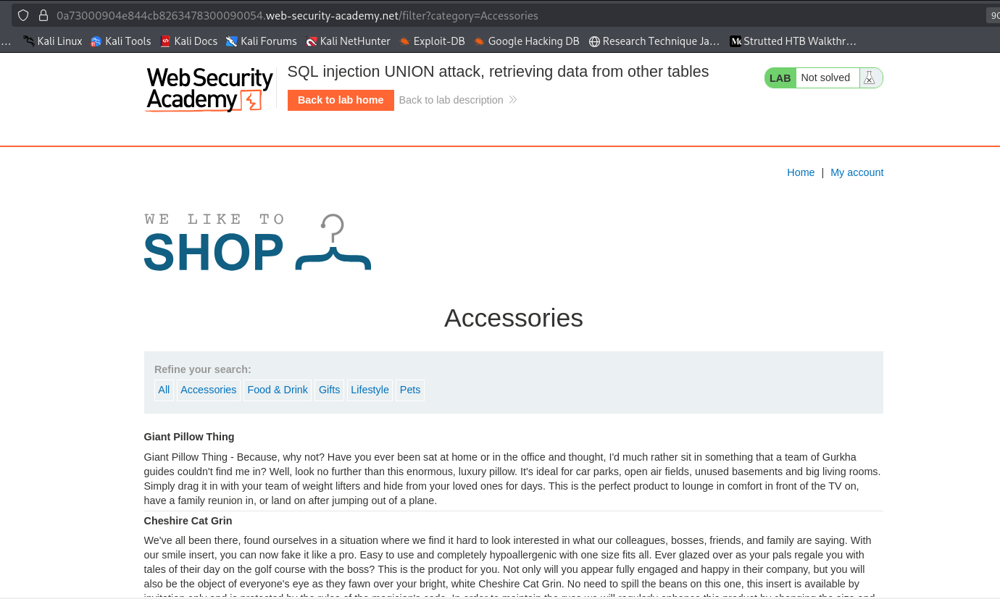 0a73000904e844cb8263478300090054.web-security-academy.net/filter?category=Accessories
... Kali Linux Kali Tools Kali Docs Kali Forums Kali NetHunter Exploit-DB Google Hacking DB Research Technique Ja... Strutted HTB Walkthr...
Web Security
Academy
SQL injection UNION attack, retrieving data from other tables
Back to lab home Back to lab description
LAB Not solved
Home | My account
WE LIKE TO
SHOP
Accessories
Refine your search:
All Accessories Food & Drink Gifts Lifestyle Pets
Giant Pillow Thing
Giant Pillow Thing - Because, why not? Have you ever been sat at home or in the office and thought, I'd much rather sit in something that a team of Gurkha
guides couldn't find me in? Well, look no further than this enormous, luxury pillow. It's ideal for car parks, open air fields, unused basements and big living rooms.
Simply drag it in with your team of weight lifters and hide from your loved ones for days. This is the perfect product to lounge in comfort in front of the TV on,
have a family reunion in, or land on after jumping out of a plane.
Cheshire Cat Grin
We've all been there, found ourselves in a situation where we find it hard to look interested in what our colleagues, bosses, friends, and family are saying. With
our smile insert, you can now fake it like a pro. Easy to use and completely hypoallergenic with one size fits all. Ever glazed over as your pals regale you with
tales of their day on the golf course with the boss? This is the product for you. Not only will you appear fully engaged and happy in their company, but you will
also be the object of everyone's eye as they fawn over your bright, white Cheshire Cat Grin. No need to spill the beans on this one, this insert is available by